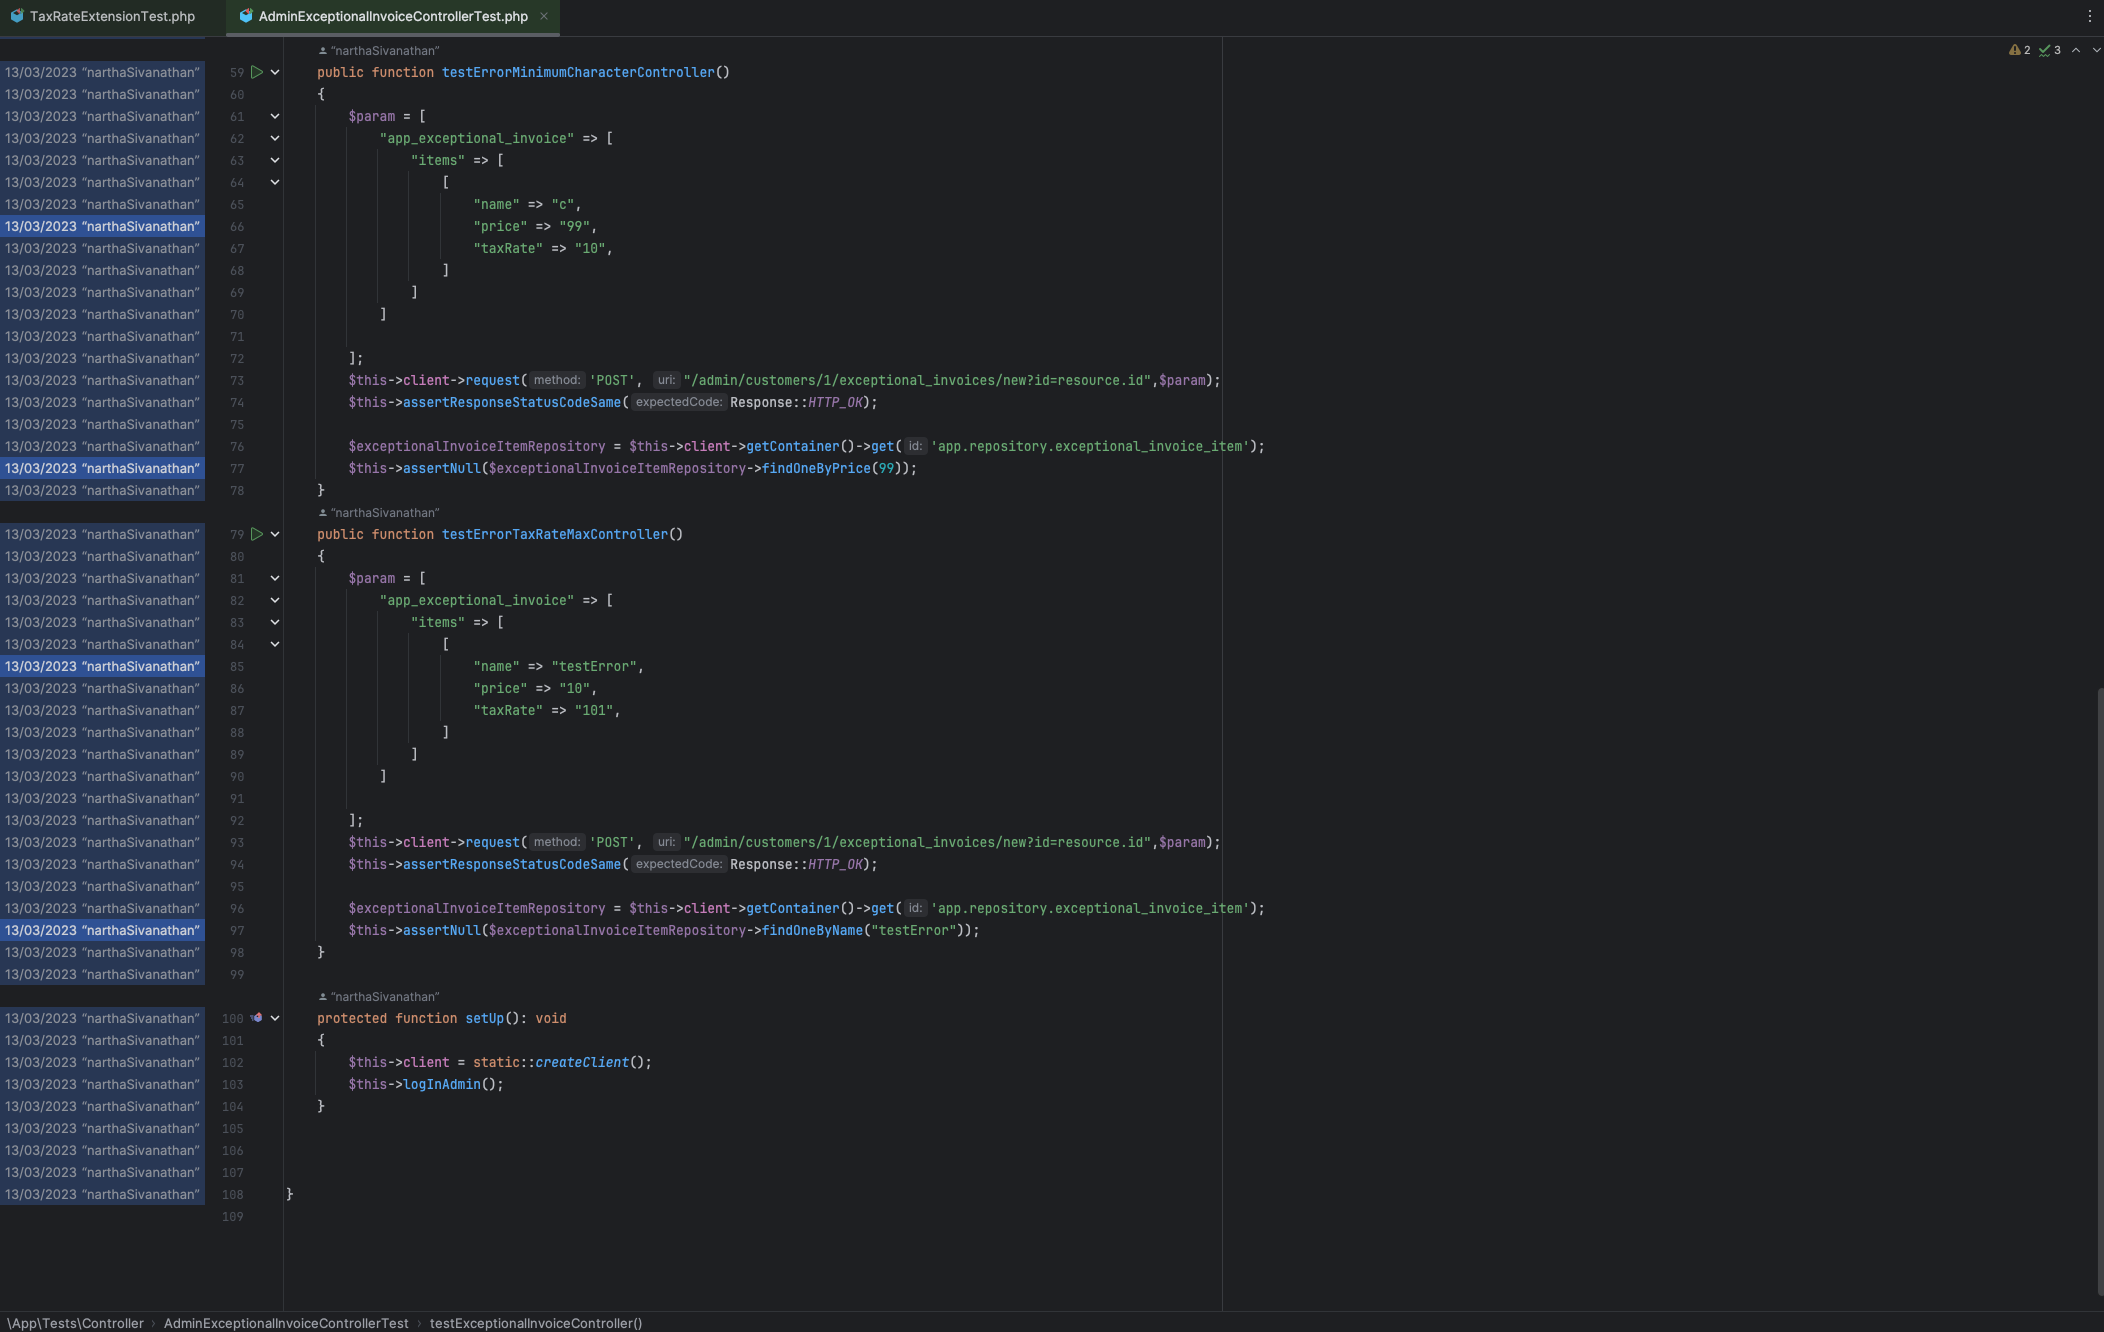 TaxRateExtensionTest.php AdminExceptionalInvoiceControllerTest.php
"narthaSivanathan" 2 3
13/03/2023 "narthaSivanathan" 59 public function testErrorMinimumCharacterController()
13/03/2023 "narthaSivanathan" 60 {
13/03/2023 "narthaSivanathan" 61 $param = [
13/03/2023 "narthaSivanathan" 62 "app_exceptional_invoice" => [
13/03/2023 "narthaSivanathan" 63 "items" => [
13/03/2023 "narthaSivanathan" 64 [
13/03/2023 "narthaSivanathan" 65 "name" => "c",
13/03/2023 "narthaSivanathan" 66 "price" => "99",
13/03/2023 "narthaSivanathan" 67 "taxRate" => "10",
13/03/2023 "narthaSivanathan" 68 ]
13/03/2023 "narthaSivanathan" 69 ]
13/03/2023 "narthaSivanathan" 70 ]
13/03/2023 "narthaSivanathan" 71
13/03/2023 "narthaSivanathan" 72 ];
13/03/2023 "narthaSivanathan" 73 $this->client->request( method: 'POST', uri: "/admin/customers/1/exceptional_invoices/new?id=resource.id",$param);
13/03/2023 "narthaSivanathan" 74 $this->assertResponseStatusCodeSame( expectedCode: Response::HTTP_OK);
13/03/2023 "narthaSivanathan" 75
13/03/2023 "narthaSivanathan" 76 $exceptionalInvoiceItemRepository = $this->client->getContainer()->get( id: 'app.repository.exceptional_invoice_item');
13/03/2023 "narthaSivanathan" 77 $this->assertNull($exceptionalInvoiceItemRepository->findOneByPrice(99));
13/03/2023 "narthaSivanathan" 78 }
"narthaSivanathan"
13/03/2023 "narthaSivanathan" 79 public function testErrorTaxRateMaxController()
13/03/2023 "narthaSivanathan" 80 {
13/03/2023 "narthaSivanathan" 81 $param = [
13/03/2023 "narthaSivanathan" 82 "app_exceptional_invoice" => [
13/03/2023 "narthaSivanathan" 83 "items" => [
13/03/2023 "narthaSivanathan" 84 [
13/03/2023 "narthaSivanathan" 85 "name" => "testError",
13/03/2023 "narthaSivanathan" 86 "price" => "10",
13/03/2023 "narthaSivanathan" 87 "taxRate" => "101",
13/03/2023 "narthaSivanathan" 88 ]
13/03/2023 "narthaSivanathan" 89 ]
13/03/2023 "narthaSivanathan" 90 ]
13/03/2023 "narthaSivanathan" 91
13/03/2023 "narthaSivanathan" 92 ];
13/03/2023 "narthaSivanathan" 93 $this->client->request( method: 'POST', uri: "/admin/customers/1/exceptional_invoices/new?id=resource.id",$param);
13/03/2023 "narthaSivanathan" 94 $this->assertResponseStatusCodeSame( expectedCode: Response::HTTP_OK);
13/03/2023 "narthaSivanathan" 95
13/03/2023 "narthaSivanathan" 96 $exceptionalInvoiceItemRepository = $this->client->getContainer()->get( id: 'app.repository.exceptional_invoice_item');
13/03/2023 "narthaSivanathan" 97 $this->assertNull($exceptionalInvoiceItemRepository->findOneByName("testError"));
13/03/2023 "narthaSivanathan" 98 }
13/03/2023 "narthaSivanathan" 99
"narthaSivanathan"
13/03/2023 "narthaSivanathan" 100 protected function setUp(): void
13/03/2023 "narthaSivanathan" 101 {
13/03/2023 "narthaSivanathan" 102 $this->client = static::createClient();
13/03/2023 "narthaSivanathan" 103 $this->logInAdmin();
13/03/2023 "narthaSivanathan" 104 }
13/03/2023 "narthaSivanathan" 105
13/03/2023 "narthaSivanathan" 106
13/03/2023 "narthaSivanathan" 107
13/03/2023 "narthaSivanathan" 108 }
109
\App\Tests\Controller › AdminExceptionalInvoiceControllerTest › testExceptionalInvoiceController()